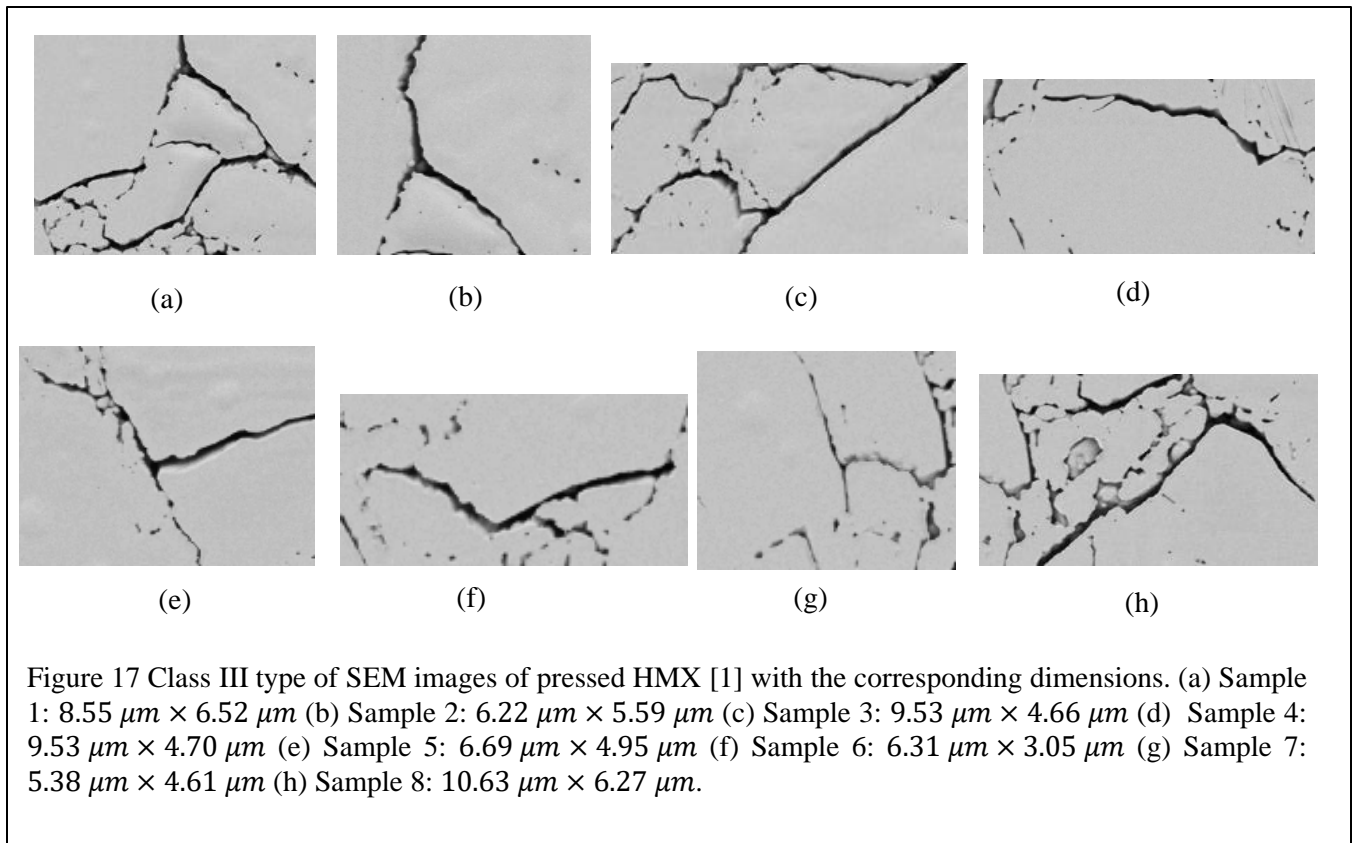 (a)
(b)
(c)
(d)
(e)
(f)
(g)
(h)
Figure 17 Class III type of SEM images of pressed HMX [1] with the corresponding dimensions. (a) Sample
1: 8.55 μm × 6.52 μm (b) Sample 2: 6.22 μm × 5.59 μm (c) Sample 3: 9.53 μm × 4.66 μm (d) Sample 4:
9.53 μm × 4.70 μm (e) Sample 5: 6.69 μm × 4.95 μm (f) Sample 6: 6.31 μm × 3.05 μm (g) Sample 7:
5.38 μm × 4.61 μm (h) Sample 8: 10.63 μm × 6.27 μm.